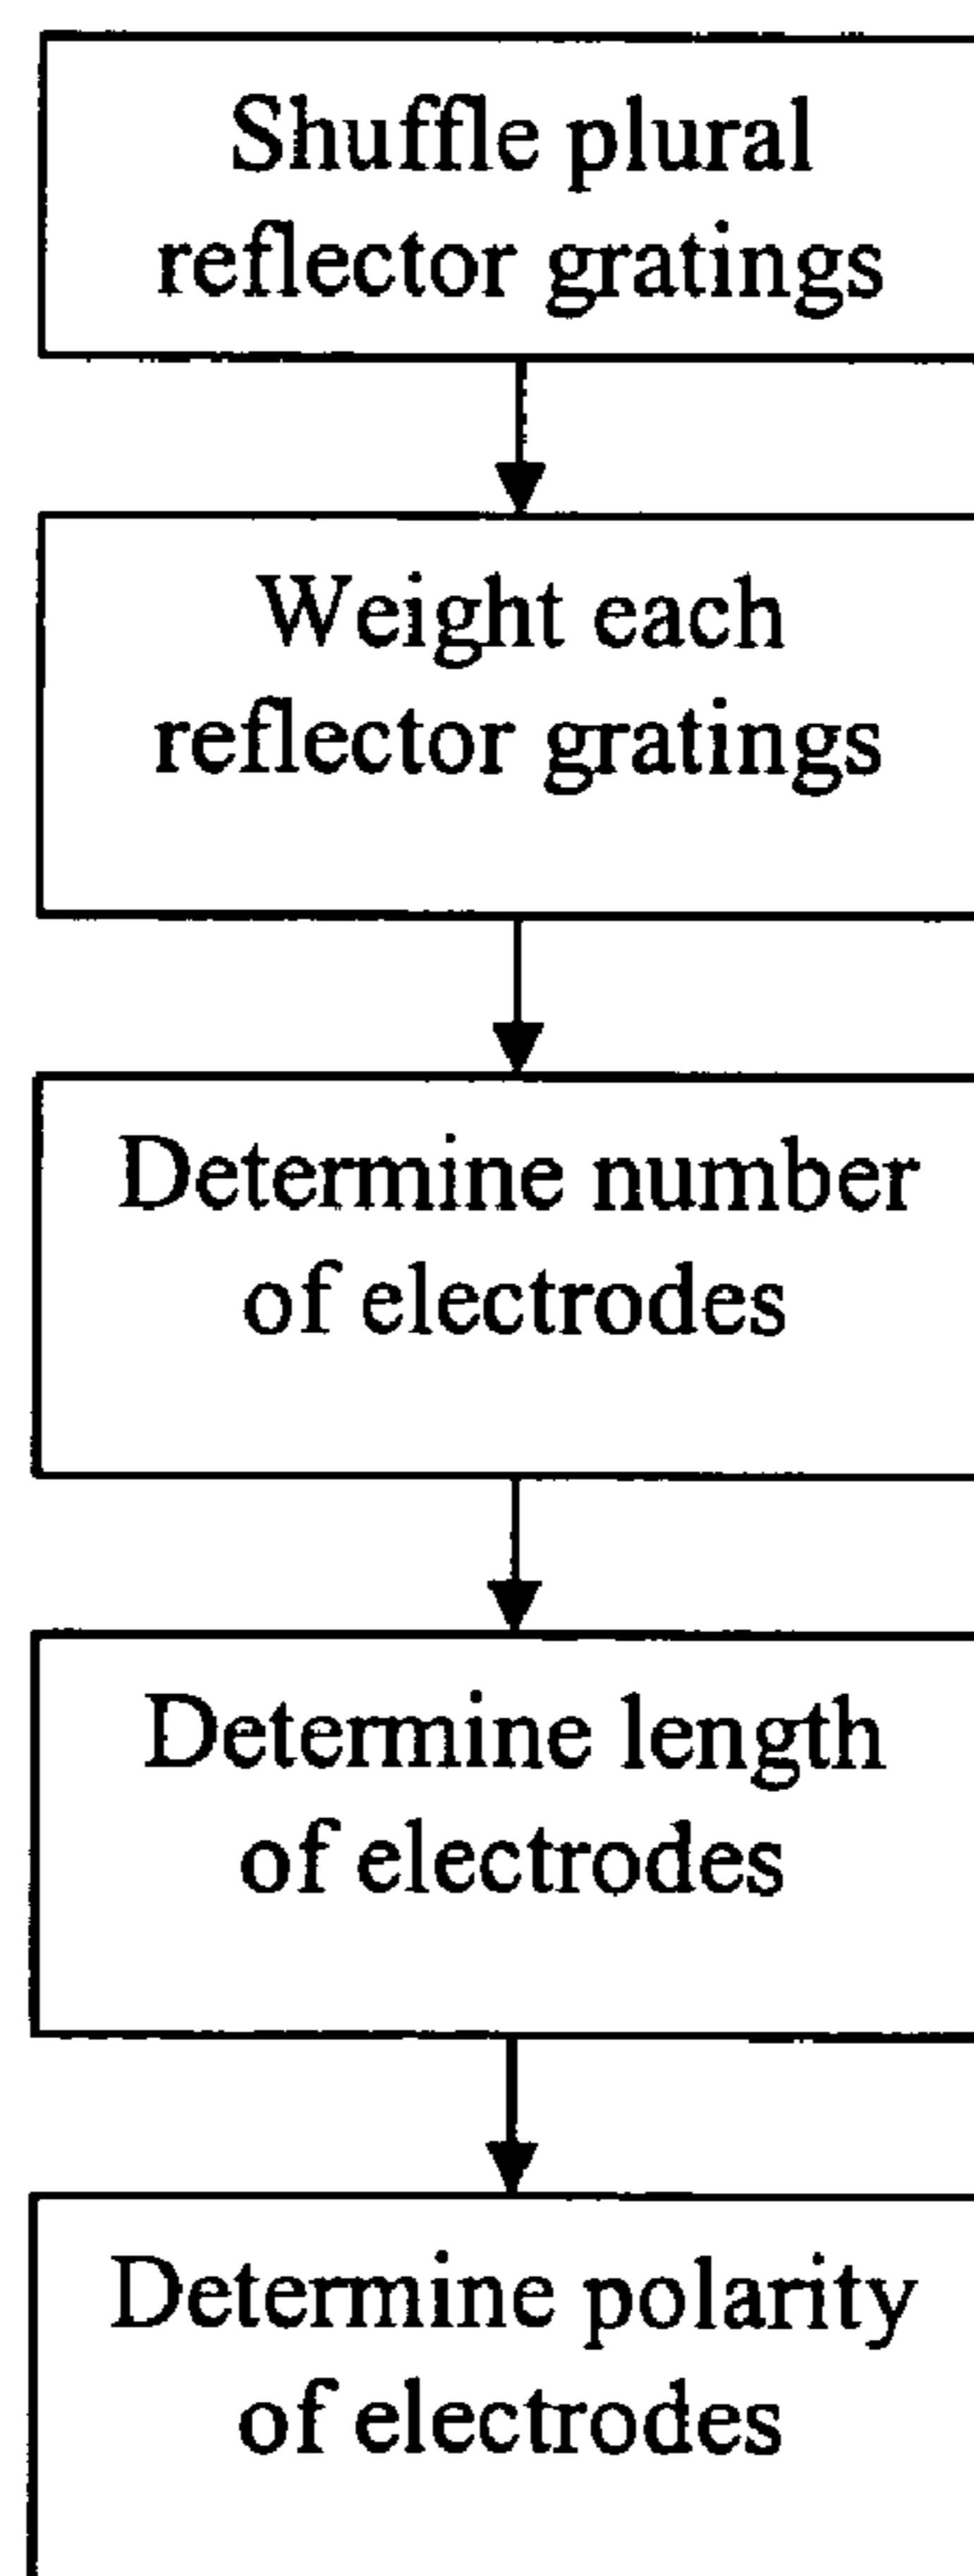 Shuffle plural
reflector gratings
Weight each
reflector gratings
Determine number
of electrodes
Determine length
of electrodes
Determine polarity
of electrodes